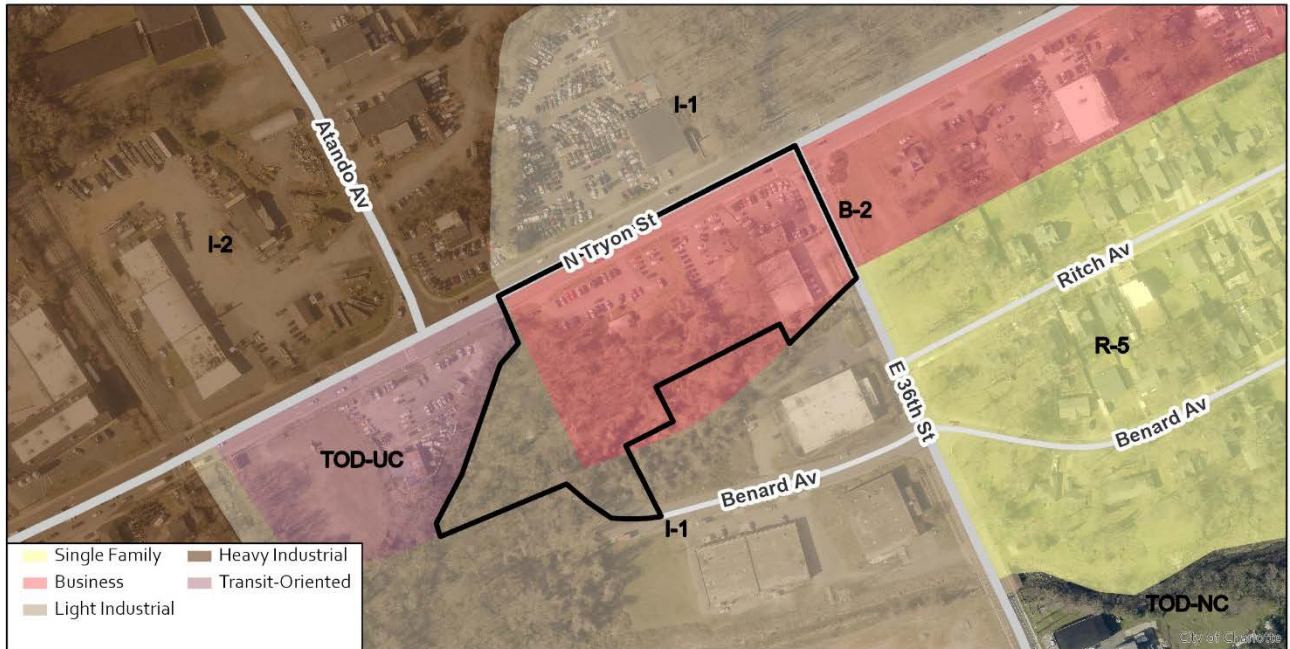 I-1
Atando Av
N Tryon St
B-2
I-2
Ritch Av
R-5
E 36th St
Benard Av
TOD-UC
Benard Av
I-1
Single Family
Business
Light Industrial
Heavy Industrial
Transit-Oriented
TOD-NC
City of Charlotte